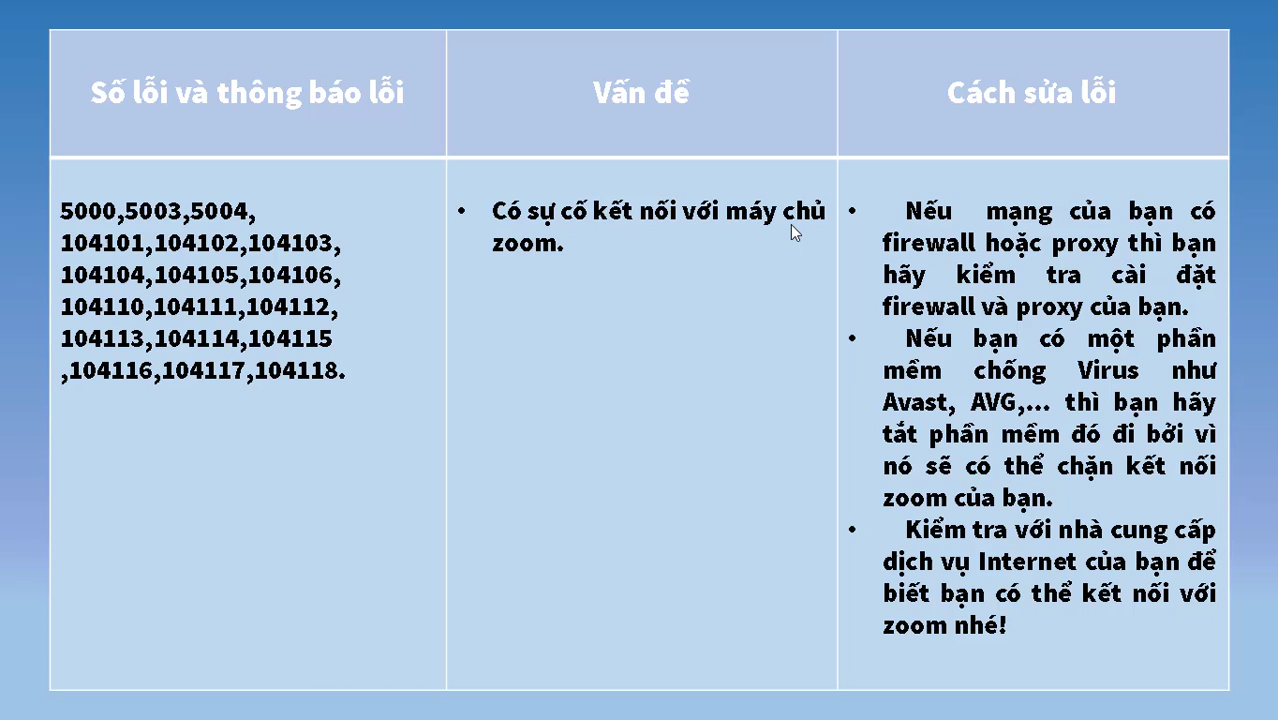 Số lỗi và thông báo lỗi
Vấn đề
Cách sửa lỗi
5000,5003,5004,
104101,104102,104103,
104104,104105,104106,
104110,104111,104112,
104113,104114,104115
,104116,104117,104118.
• Có sự cố kết nối với máy chủ
zoom.
• Nếu mạng của bạn có
firewall hoặc proxy thì bạn
hãy kiểm tra cài đặt
firewall và proxy của bạn.
• Nếu bạn có một phần
mềm chống Virus như
Avast, AVG,... thì bạn hãy
tắt phần mềm đó đi bởi vì
nó sẽ có thể chặn kết nối
zoom của bạn.
• Kiểm tra với nhà cung cấp
dịch vụ Internet của bạn để
biết bạn có thể kết nối với
zoom nhé!